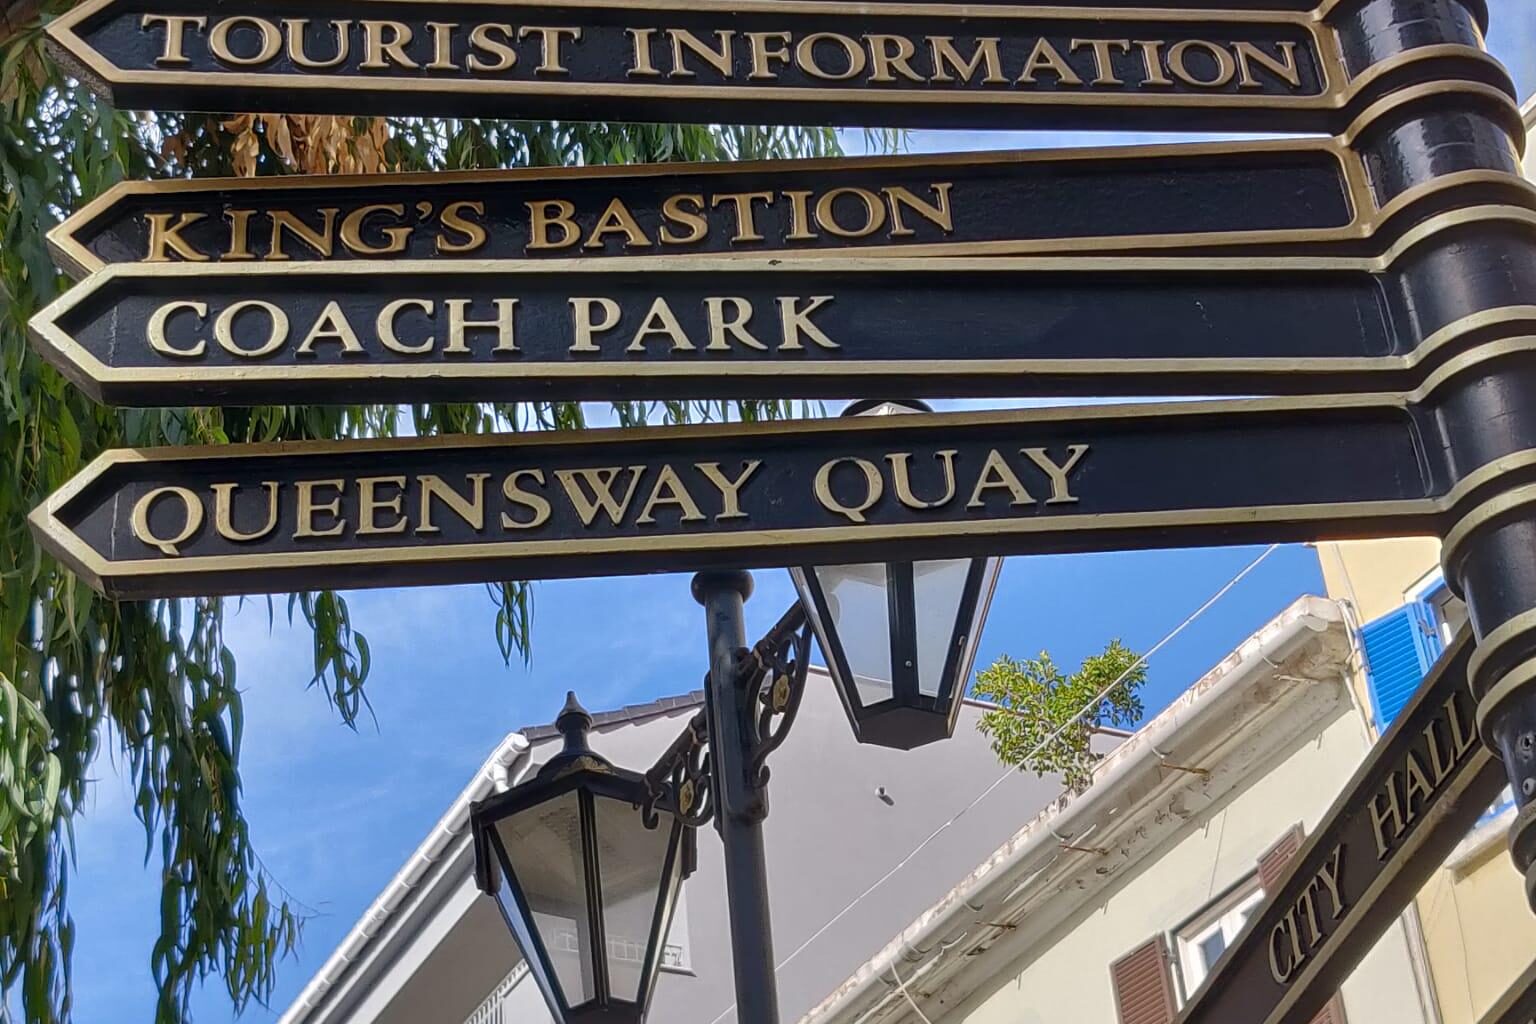 TOURIST INFORMATION
KING'S BASTION
COACH PARK
QUEENSWAY QUAY
CITY HALL